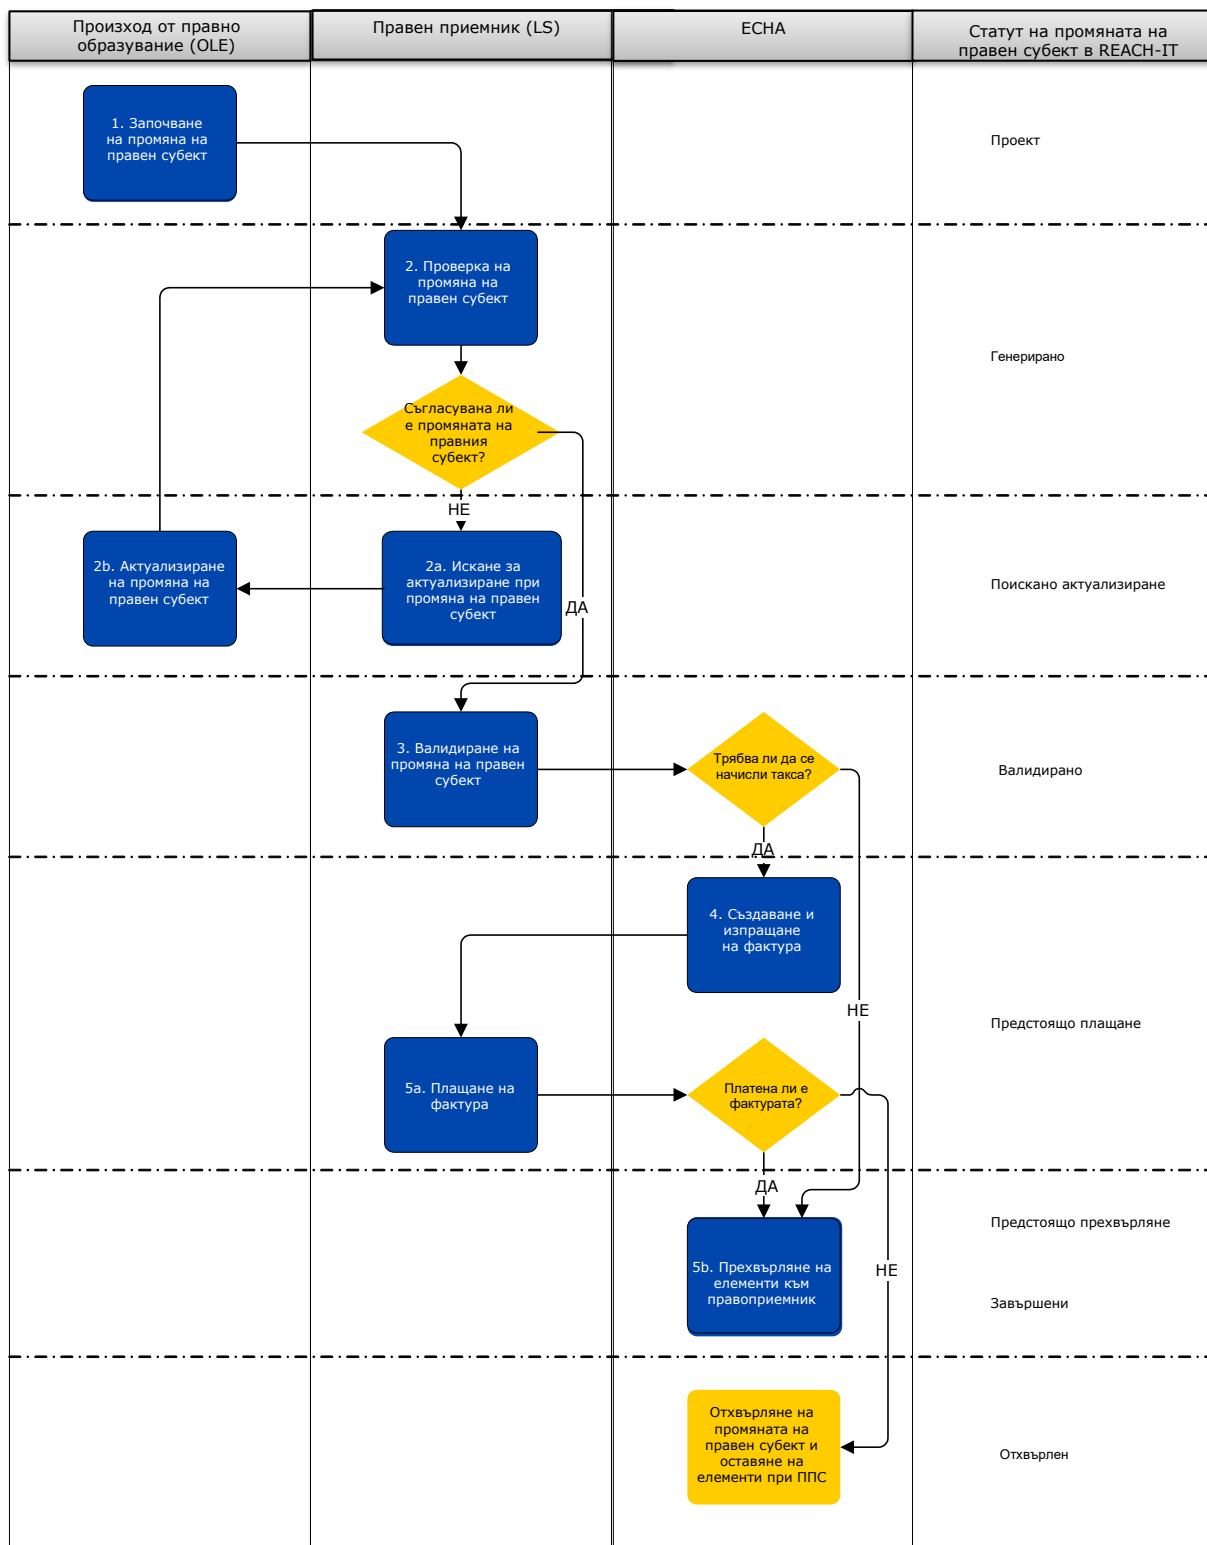 Произход от правно
образувание (OLE)
Правен приемник (LS)
ECHA
Статут на промяната на
правен субект в REACH-IT
1. Започване
на промяна на
правен субект
Проект
2. Проверка на
промяна на
правен субект
Генерирано
Съгласувана ли
е промяната на
правния
субект?
НЕ
2b. Актуализиране
на промяна на
правен субект
2a. Искане за
актуализиране при
промяна на правен
субект
ДА
Поискано актуализиране
3. Валидиране на
промяна на правен
субект
Трябва ли да се
начисли такса?
Валидирано
ДА
4. Създаване и
изпращане
на фактура
НЕ
Предстоящо плащане
5a. Плащане на
фактура
Платена ли е
фактурата?
ДА
Предстоящо прехвърляне
5b. Прехвърляне на
елементи към
правоприемник
НЕ
Завършени
Отхвърляне на
промяната на
правен субект и
оставяне на
елементи при ППС
Отхвърлен